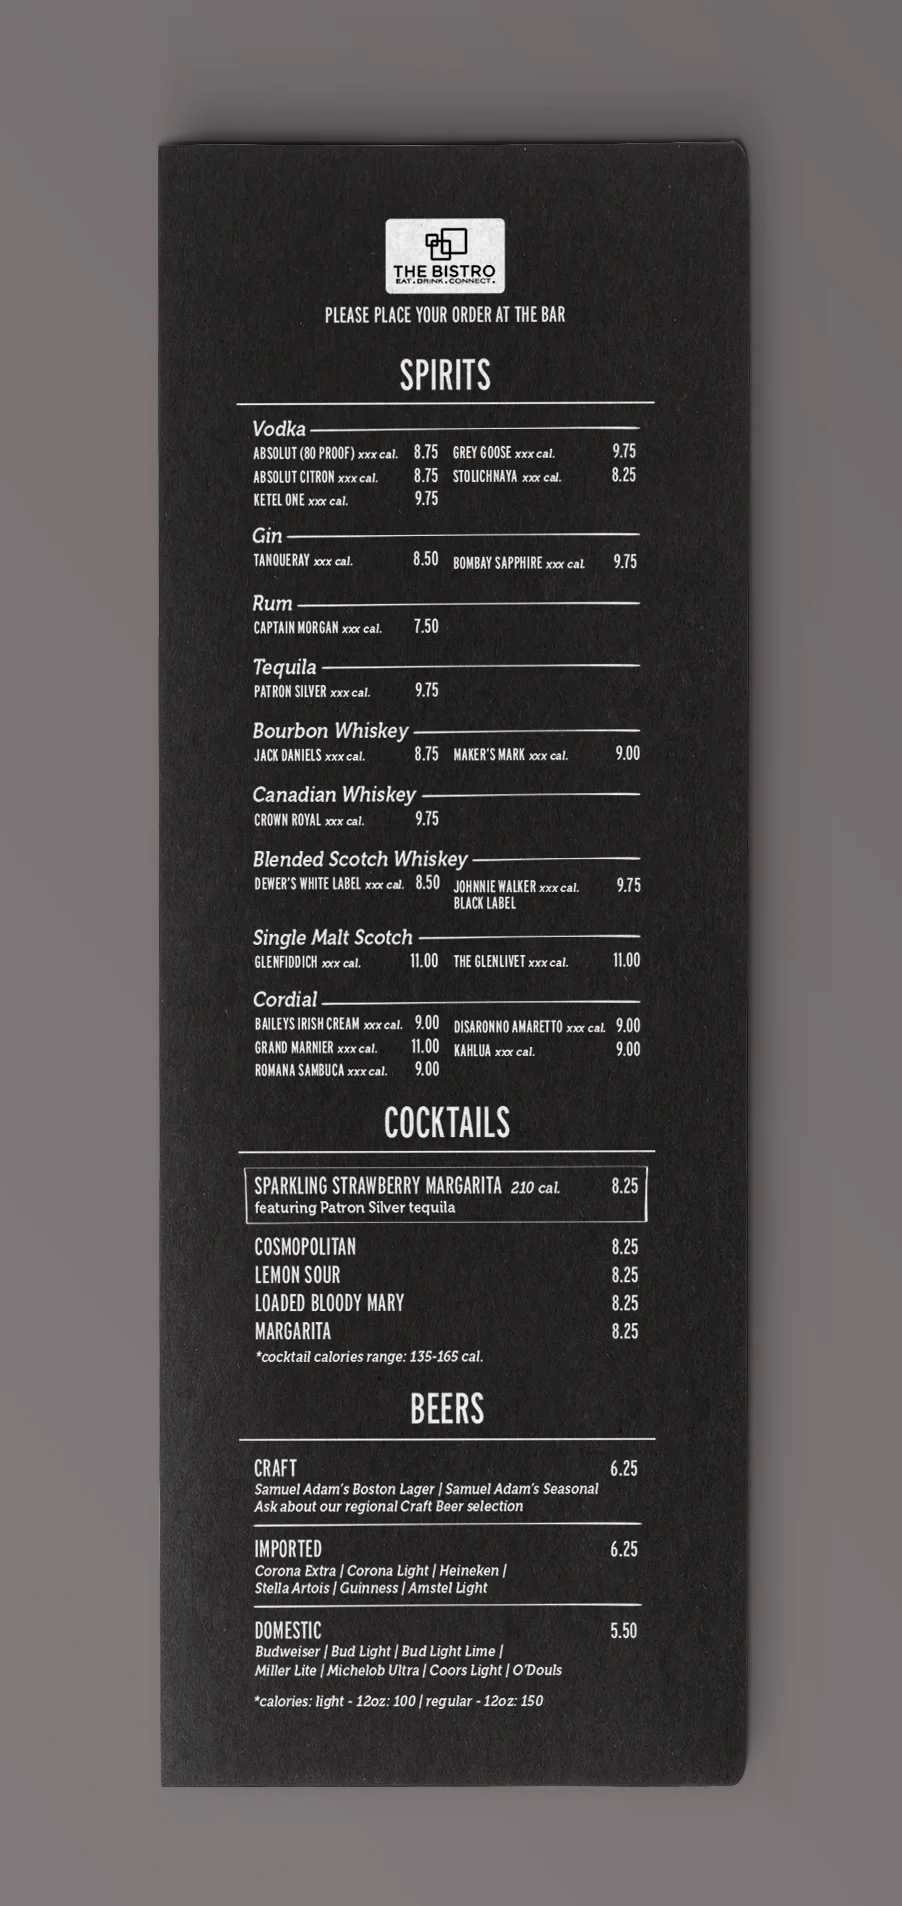 THE BISTRO
EAT. DRINK. CONNECT.
PLEASE PLACE YOUR ORDER AT THE BAR
SPIRITS
Vodka
ABSOLUT (80 PROOF) xxx cal. 8.75 GREY GOOSE xxx cal. 9.75
ABSOLUT CITRON xxx cal. 8.75 STOLICHNAYA xxx cal. 8.25
KETEL ONE xxx cal. 9.75
Gin
TANQUERAY xxx cal. 8.50 BOMBAY SAPPHIRE xxx cal. 9.75
Rum
CAPTAIN MORGAN xxx cal. 7.50
Tequila
PATRON SILVER xxx cal. 9.75
Bourbon Whiskey
JACK DANIELS xxx cal. 8.75 MAKER'S MARK xxx cal. 9.00
Canadian Whiskey
CROWN ROYAL xxx cal. 9.75
Blended Scotch Whiskey
DEWER'S WHITE LABEL xxx cal. 8.50 JOHNNIE WALKER xxx cal. 9.75
BLACK LABEL
Single Malt Scotch
GLENFIDDICH xxx cal. 11.00 THE GLENLIVET xxx cal. 11.00
Cordial
BAILEYS IRISH CREAM xxx cal. 9.00 DISARONNO AMARETTO xxx cal. 9.00
GRAND MARNIER xxx cal. 11.00 KAHLUA xxx cal. 9.00
ROMANA SAMBUCA xxx cal. 9.00
COCKTAILS
SPARKLING STRAWBERRY MARGARITA 210 cal. 8.25
featuring Patron Silver tequila
COSMOPOLITAN 8.25
LEMON SOUR 8.25
LOADED BLOODY MARY 8.25
MARGARITA 8.25
*cocktail calories range: 135-165 cal.
BEERS
CRAFT 6.25
Samuel Adam's Boston Lager | Samuel Adam's Seasonal
Ask about our regional Craft Beer selection
IMPORTED 6.25
Corona Extra | Corona Light | Heineken |
Stella Artois | Guinness | Amstel Light
DOMESTIC 5.50
Budweiser | Bud Light | Bud Light Lime |
Miller Lite | Michelob Ultra | Coors Light | O'Douls
*calories: light - 12oz: 100 | regular - 12oz: 150